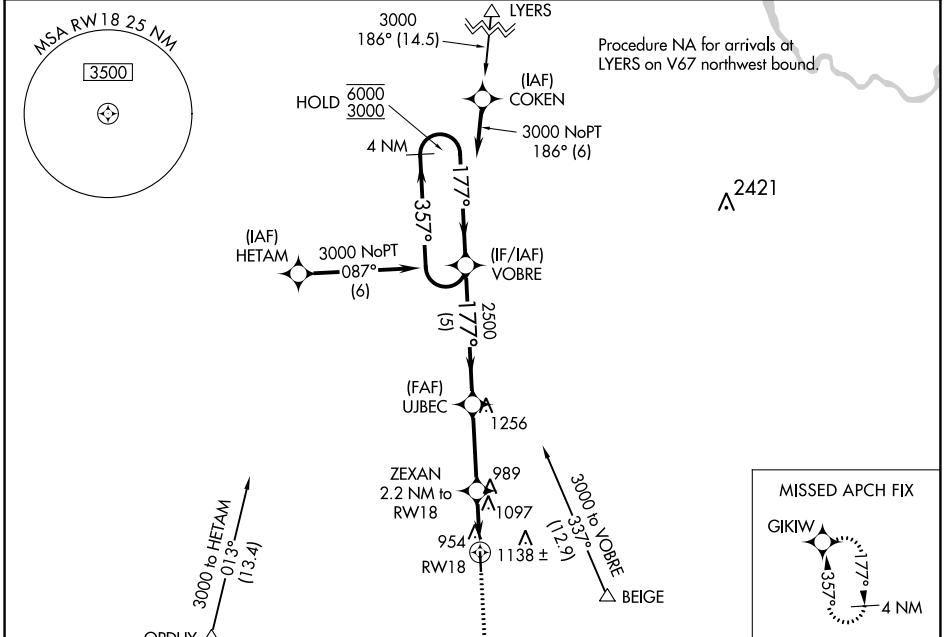 MSA RW18 25 NM
3500
LYERS
3000
186° (14.5)
Procedure NA for arrivals at
LYERS on V67 northwest bound.
(IAF)
COKEN
HOLD 6000
3000
4 NM
3000 NoPT
186° (6)
177°
357°
2421
(IAF)
HETAM
3000 NoPT
087°
(6)
(IF/IAF)
VOBRE
2500
177°
(5)
(FAF)
UJBEC
1256
ZEXAN
2.2 NM to
RW18
989
1097
954
RW18
1138 ±
3000 to HETAM
013°
(13.4)
3000 to VOBRE
337°
(12.9)
BEIGE
MISSED APCH FIX
GIKIW
177°
357°
4 NM